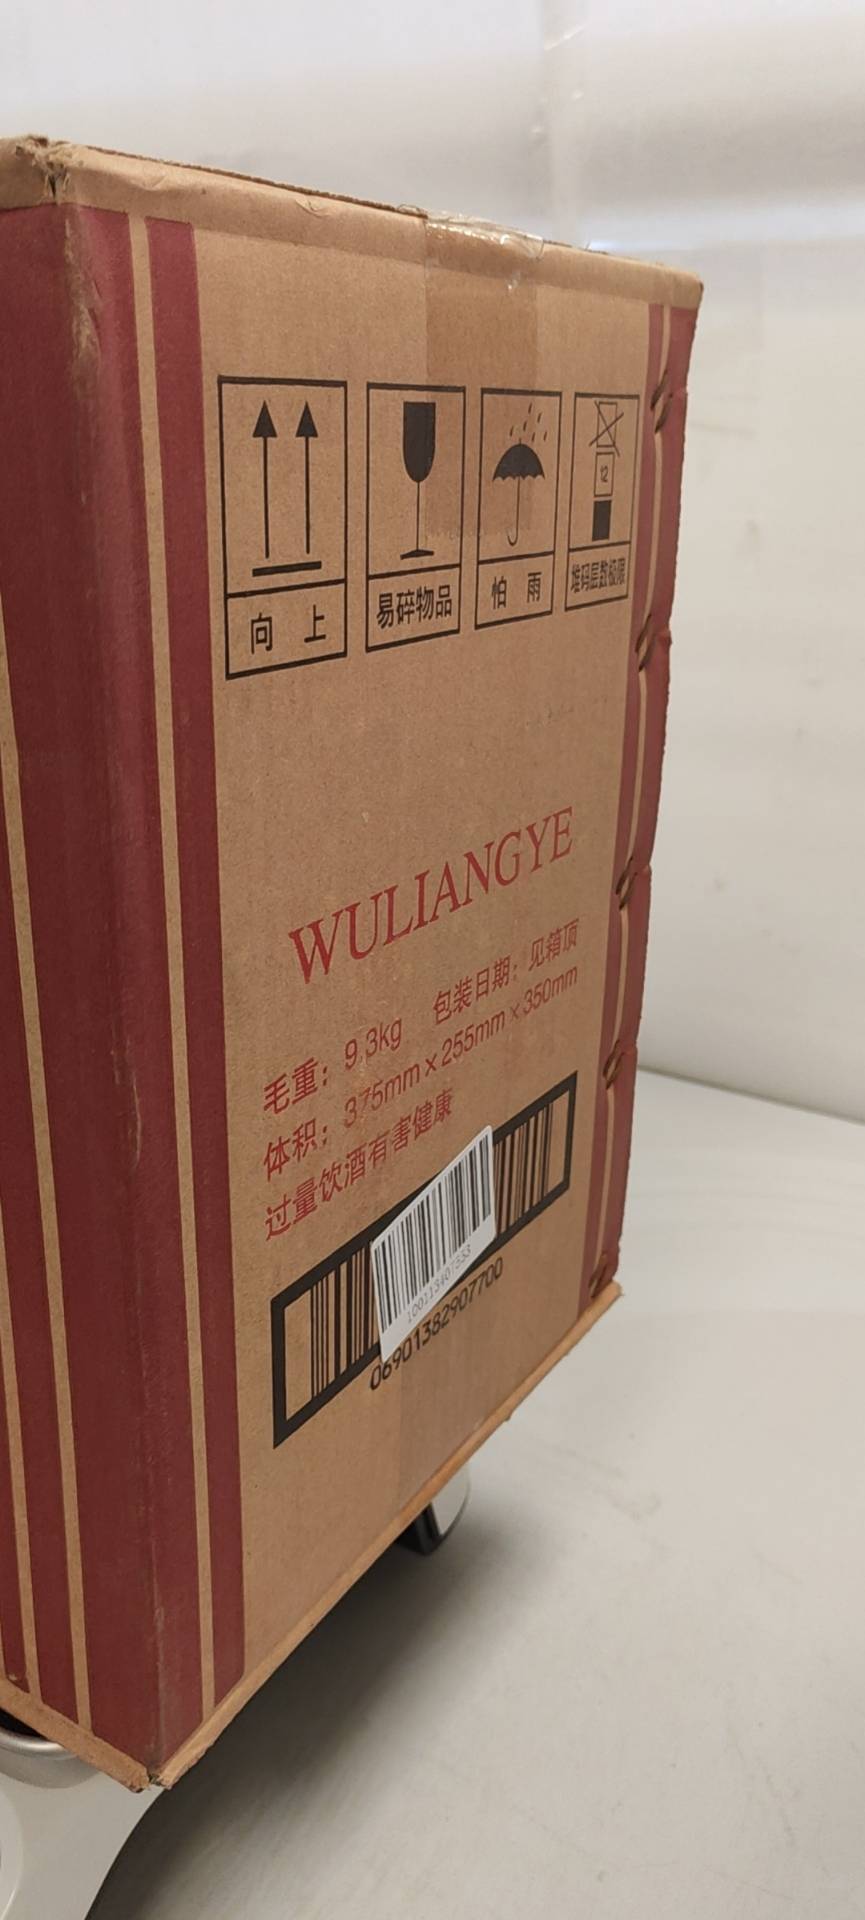 向 上
易碎物品
怕 雨
12
堆码层数极限
WULIANGYE
毛重：9.3kg 包装日期：见箱顶
体积：375mm×255mm×350mm
过量饮酒有害健康
06901382907700